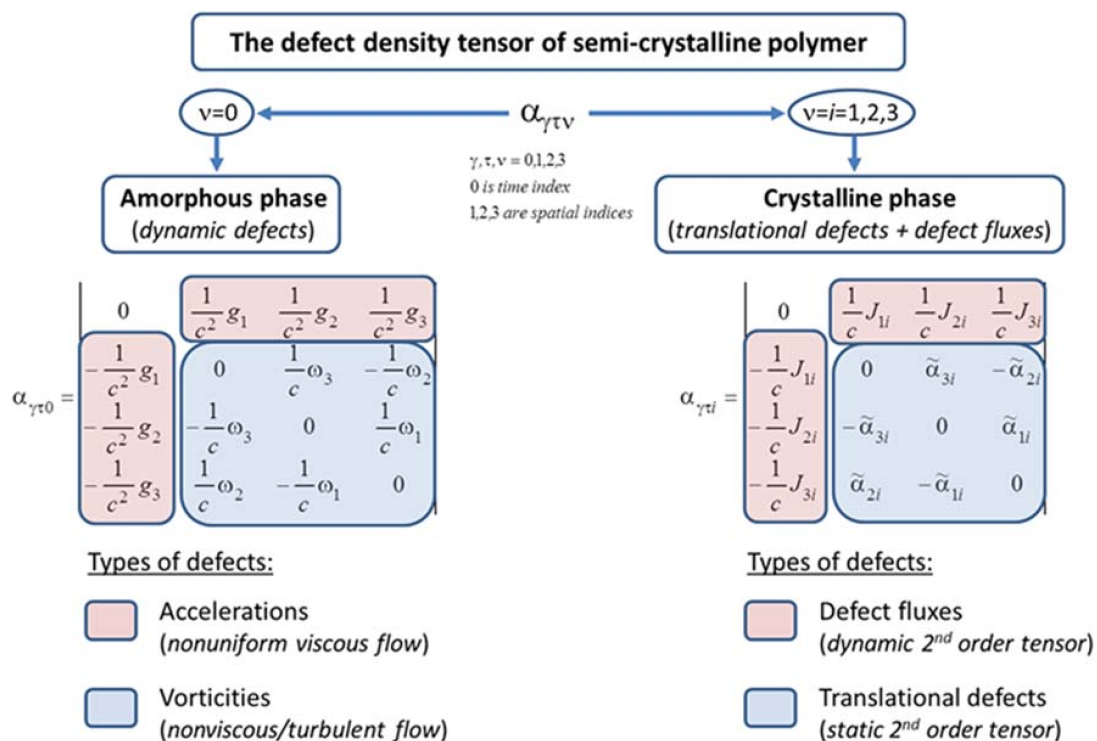 The defect density tensor of semi-crystalline polymer
ν=0
α_γτν
ν=i=1,2,3
γ, τ, ν = 0,1,2,3
0 is time index
1,2,3 are spatial indices
Amorphous phase
(dynamic defects)
Crystalline phase
(translational defects + defect fluxes)
α_γτ0 =
0 1/c² g₁ 1/c² g₂ 1/c² g₃
-1/c² g₁ 0 1/c ω₃ -1/c ω₂
-1/c² g₂ -1/c ω₃ 0 1/c ω₁
-1/c² g₃ 1/c ω₂ -1/c ω₁ 0
α_γτi =
0 1/c J₁ᵢ 1/c J₂ᵢ 1/c J₃ᵢ
-1/c J₁ᵢ 0 α̃₃ᵢ -α̃₂ᵢ
-1/c J₂ᵢ -α̃₃ᵢ 0 α̃₁ᵢ
-1/c J₃ᵢ α̃₂ᵢ -α̃₁ᵢ 0
Types of defects:
Accelerations
(nonuniform viscous flow)
Vorticities
(nonviscous/turbulent flow)
Types of defects:
Defect fluxes
(dynamic 2nd order tensor)
Translational defects
(static 2nd order tensor)